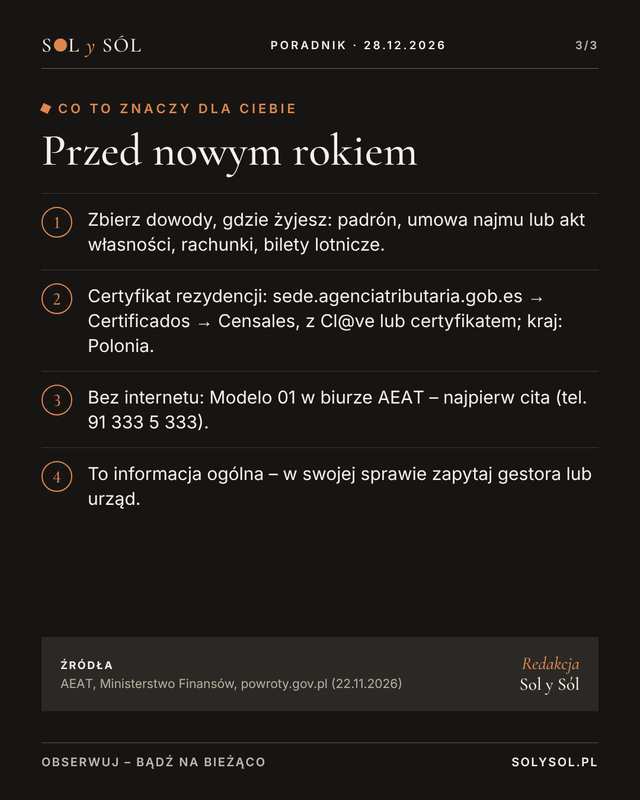 SOL y SÓL
PORADNIK · 28.12.2026
3/3
CO TO ZNACZY DLA CIEBIE
Przed nowym rokiem
1
Zbierz dowody, gdzie żyjesz: padrón, umowa najmu lub akt
własności, rachunki, bilety lotnicze.
2
Certyfikat rezydencji: sede.agenciatributaria.gob.es →
Certificados → Censales, z Cl@ve lub certyfikatem; kraj:
Polonia.
3
Bez internetu: Modelo 01 w biurze AEAT – najpierw cita (tel.
91 333 5 333).
4
To informacja ogólna – w swojej sprawie zapytaj gestora lub
urząd.
ŹRÓDŁA
AEAT, Ministerstwo Finansów, powroty.gov.pl (22.11.2026)
Redakcja
Sol y Sól
OBSERWUJ – BĄDŹ NA BIEŻĄCO
SOLYSOL.PL